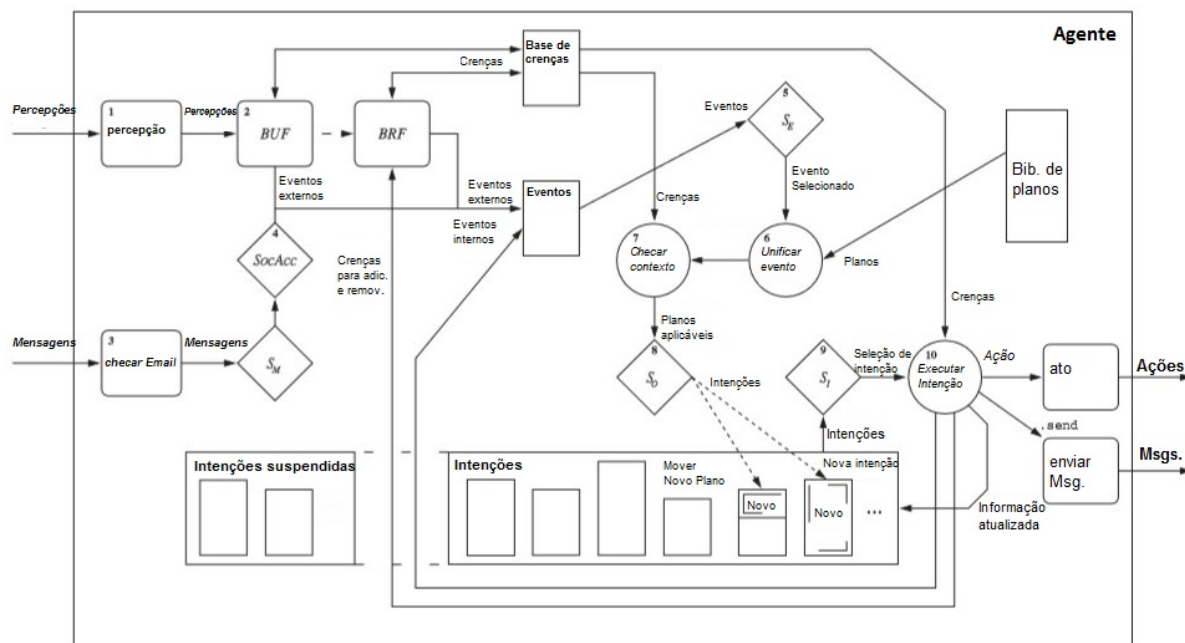 Agente
Base de
crenças
Crenças
Percepções
1
percepção
Percepções
2
BUF
BRF
Eventos
5
S_E
Bib. de
planos
Eventos
externos
Eventos
externos
Eventos
Evento
Selecionado
Eventos
internos
Crenças
4
SocAcc
Crenças
para adic.
e remov.
7
Checar
contexto
6
Unificar
evento
Planos
Crenças
Planos
aplicáveis
Mensagens
3
checar Email
Mensagens
S_M
8
S_O
Intenções
9
S_I
Seleção de
intenção
10
Executar
Intenção
Ação
ato
Ações
.send
enviar
Msg.
Msgs.
Intenções
Intenções suspendidas
Intenções
Mover
Novo Plano
Nova intenção
Novo
Novo
...
Informação
atualizada